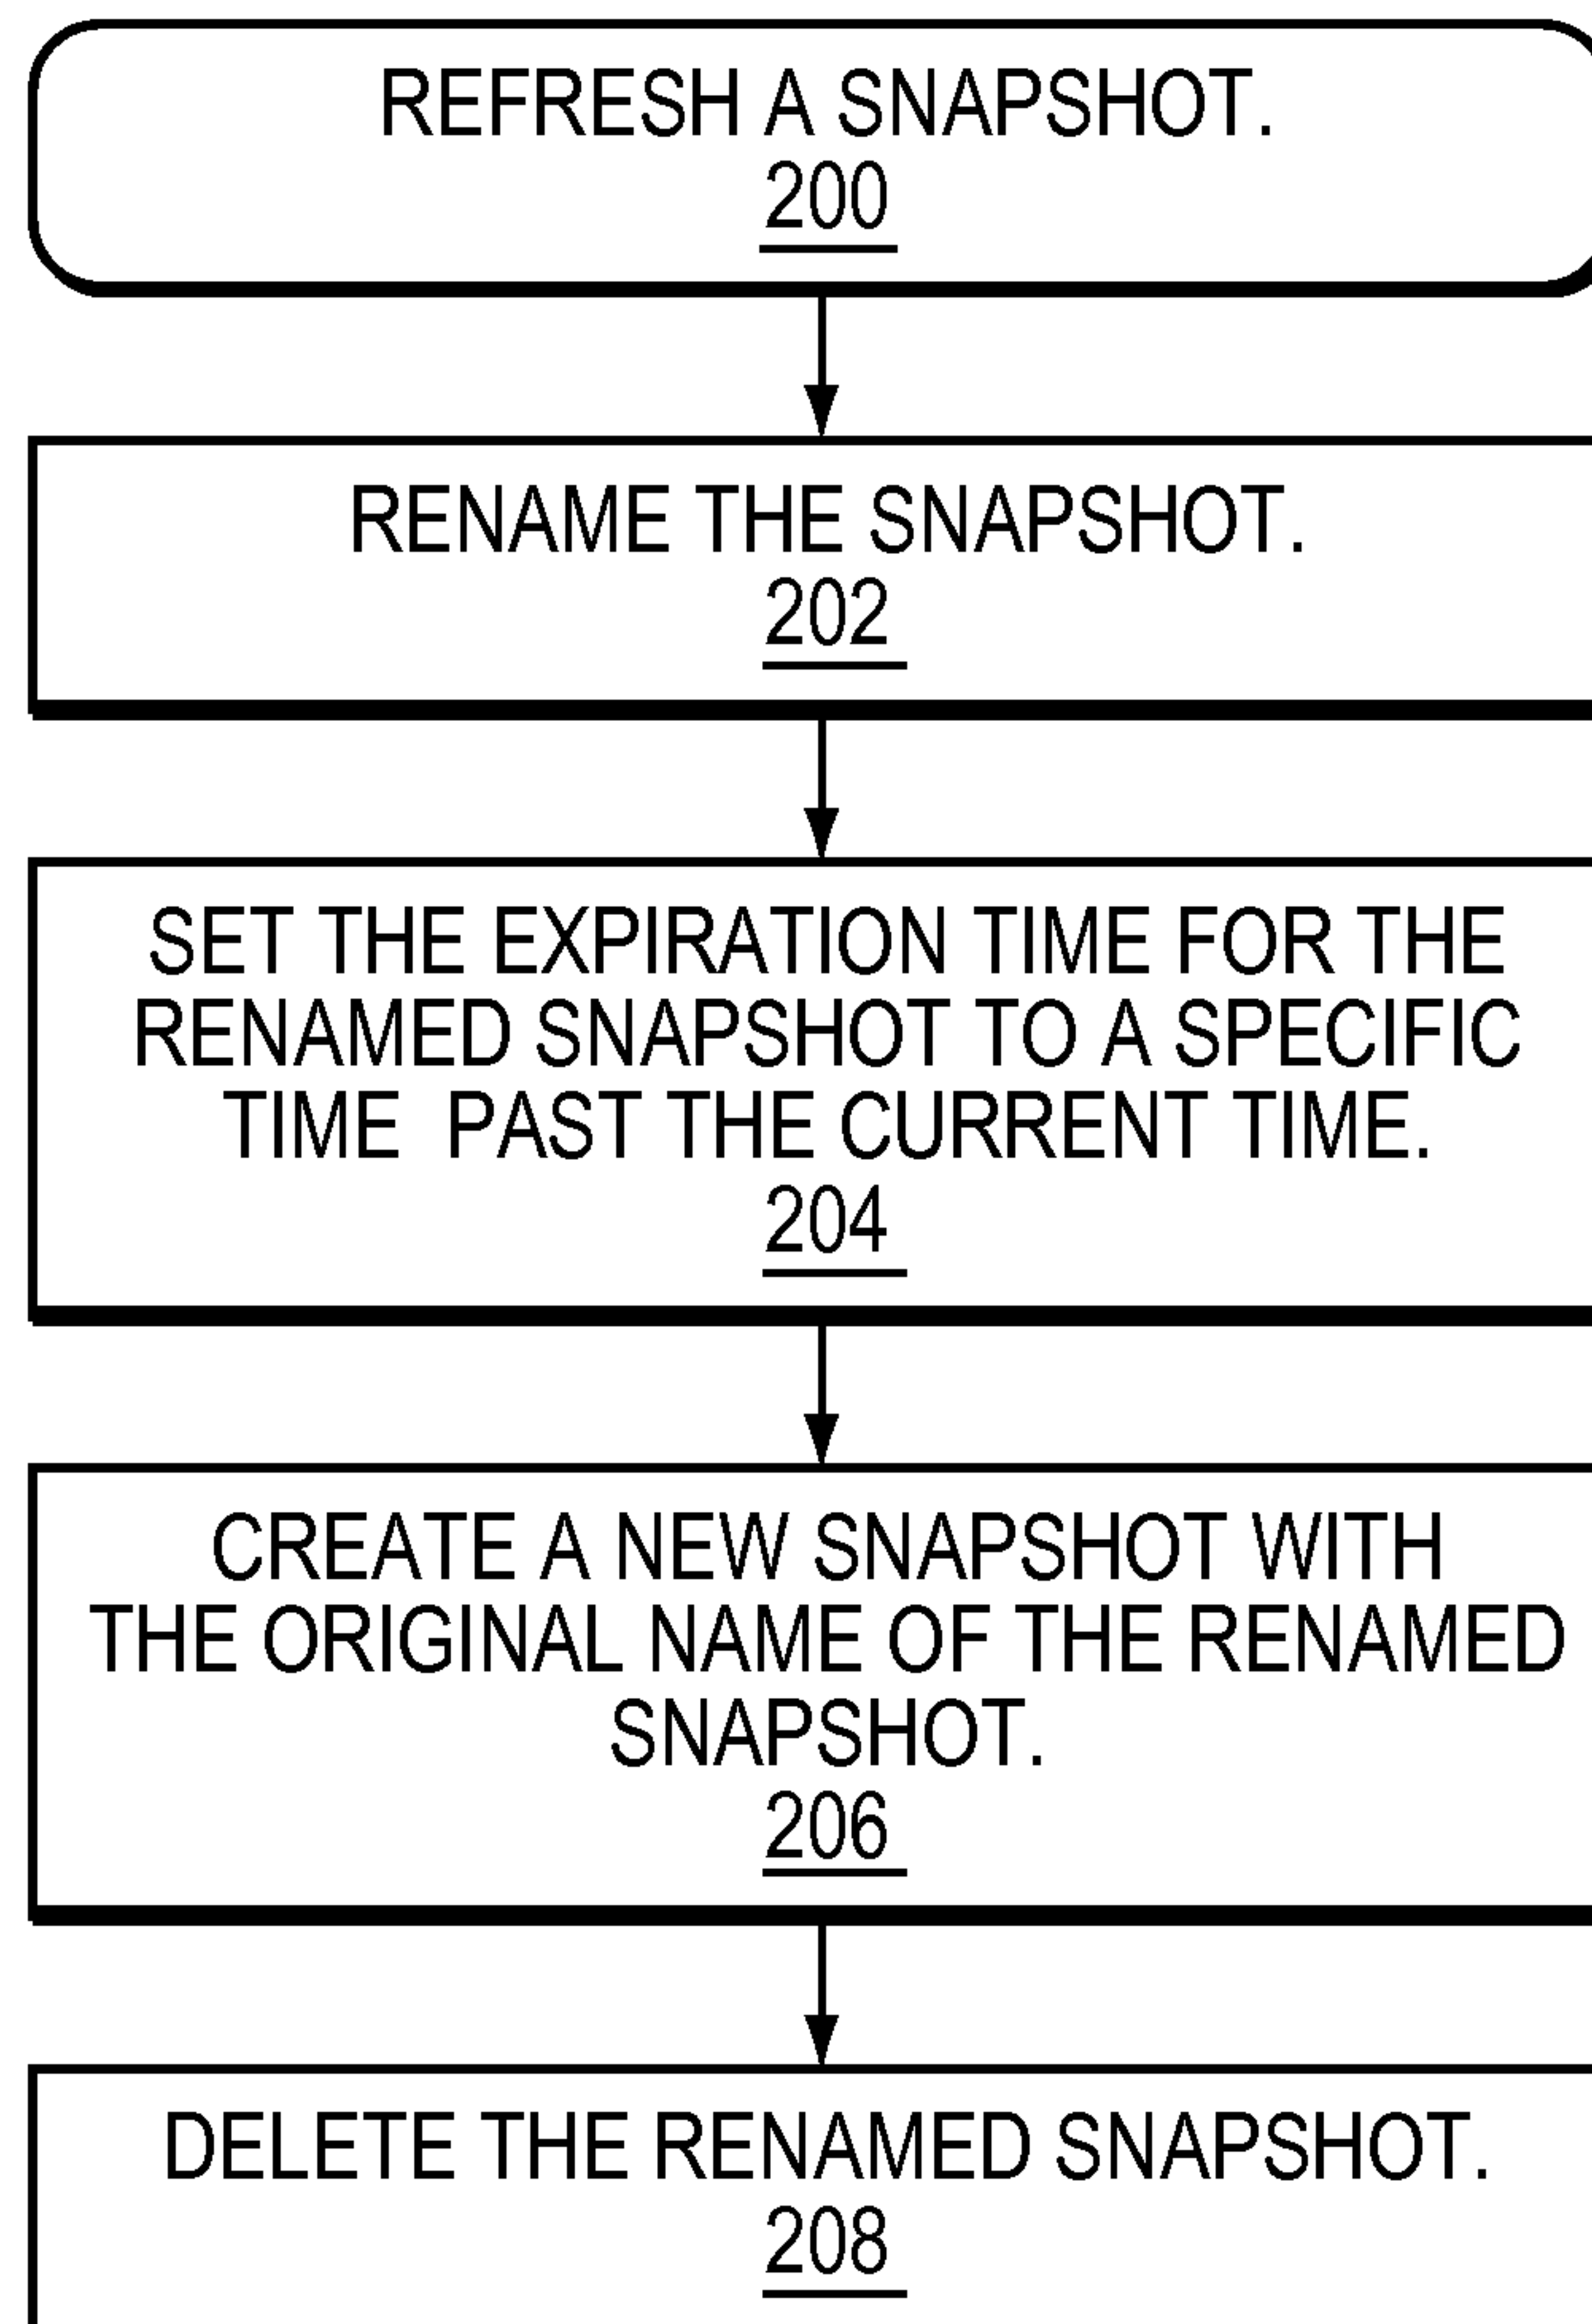 REFRESH A SNAPSHOT.
200
RENAME THE SNAPSHOT.
202
SET THE EXPIRATION TIME FOR THE
RENAMED SNAPSHOT TO A SPECIFIC
TIME PAST THE CURRENT TIME.
204
CREATE A NEW SNAPSHOT WITH
THE ORIGINAL NAME OF THE RENAMED
SNAPSHOT.
206
DELETE THE RENAMED SNAPSHOT.
208